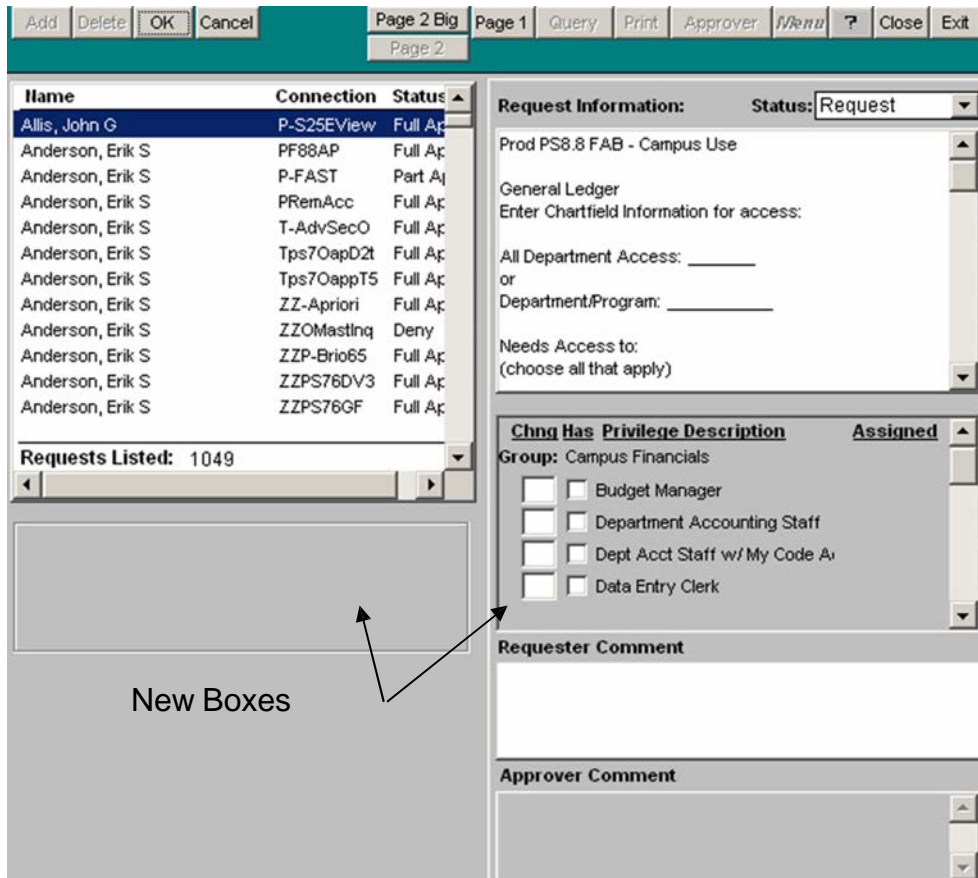 Add Delete OK Cancel Page 2 Big Page 1 Query Print Approver Menu ? Close Exit
Page 2
Name Connection Status
Allis, John G P-S25EView Full Ap
Anderson, Erik S PF88AP Full Ap
Anderson, Erik S P-FAST Part Ap
Anderson, Erik S PRemAcc Full Ap
Anderson, Erik S T-AdvSecO Full Ap
Anderson, Erik S Tps7OapD2t Full Ap
Anderson, Erik S Tps7OappT5 Full Ap
Anderson, Erik S ZZ-Apriori Full Ap
Anderson, Erik S ZZOMastInq Deny
Anderson, Erik S ZZP-Brio65 Full Ap
Anderson, Erik S ZZPS76DV3 Full Ap
Anderson, Erik S ZZPS76GF Full Ap
Requests Listed: 1049
New Boxes
Request Information: Status: Request
Prod PS8.8 FAB - Campus Use
General Ledger
Enter Chartfield Information for access:
All Department Access: ______
or
Department/Program: _________
Needs Access to:
(choose all that apply)
Chng Has Privilege Description Assigned
Group: Campus Financials
Budget Manager
Department Accounting Staff
Dept Acct Staff w/ My Code
Data Entry Clerk
Requester Comment
Approver Comment